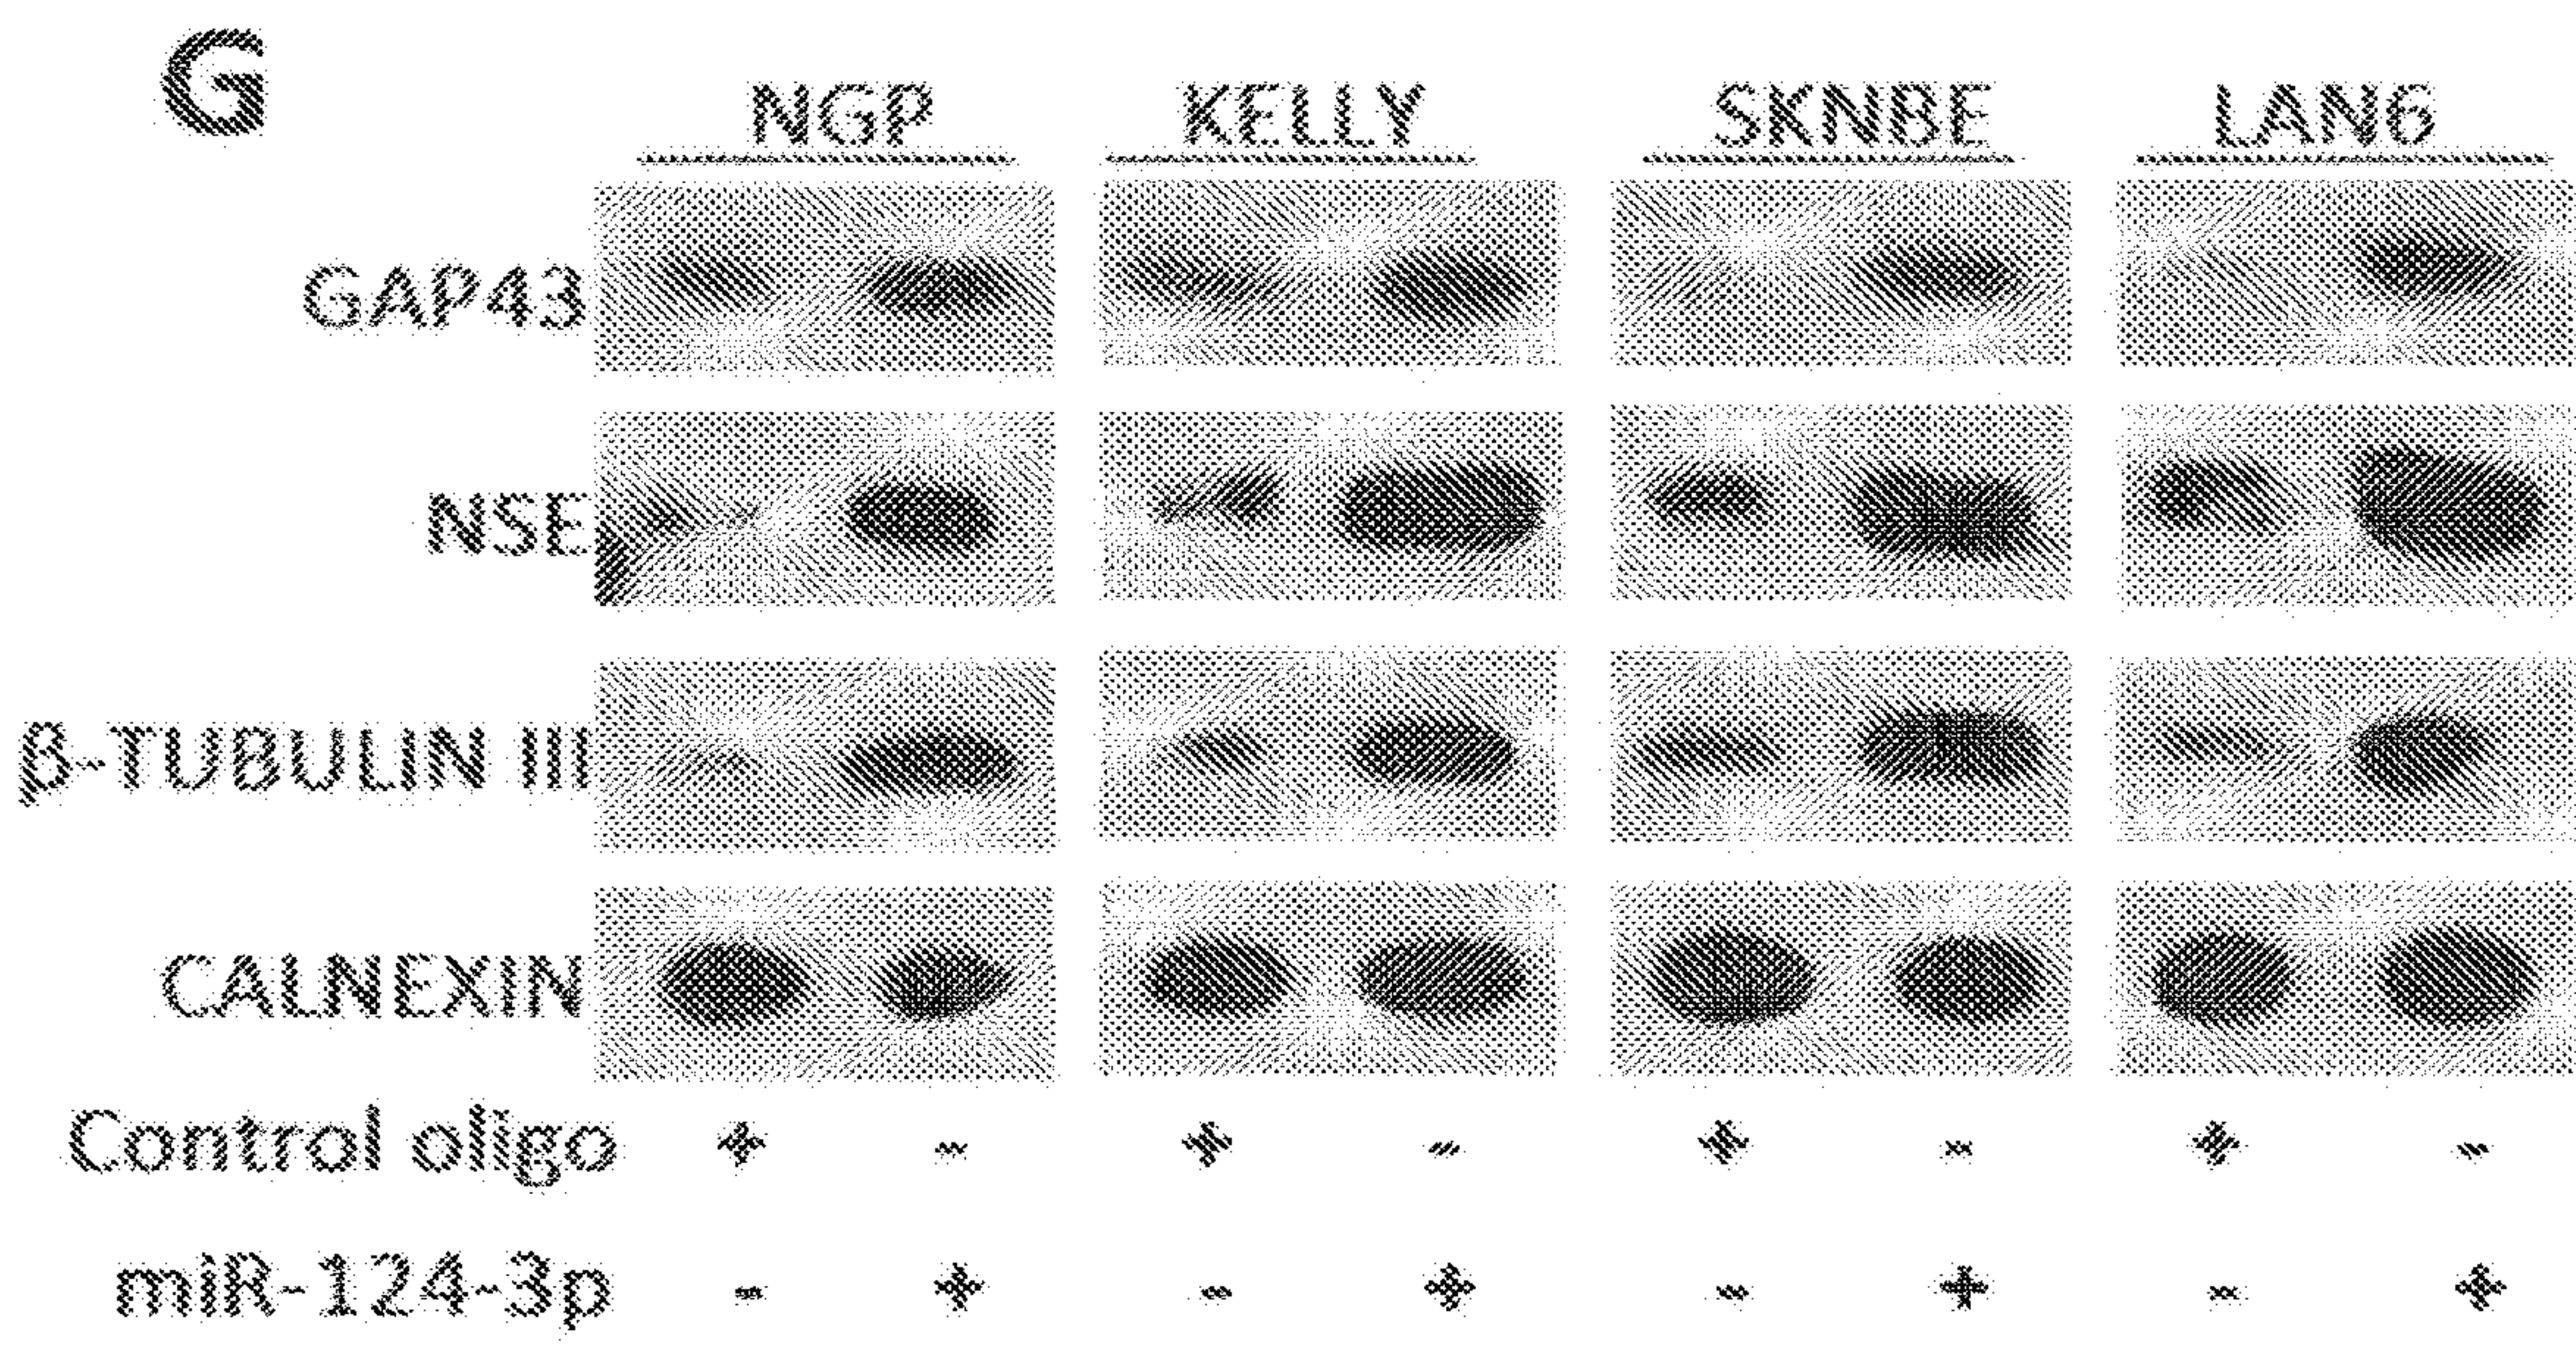 G
NGP KELLY SKNBE LAN6
GAP43
NSE
β-TUBULIN III
CALNEXIN
Control oligo + - + - + - + -
miR-124-3p - + - + - + - +